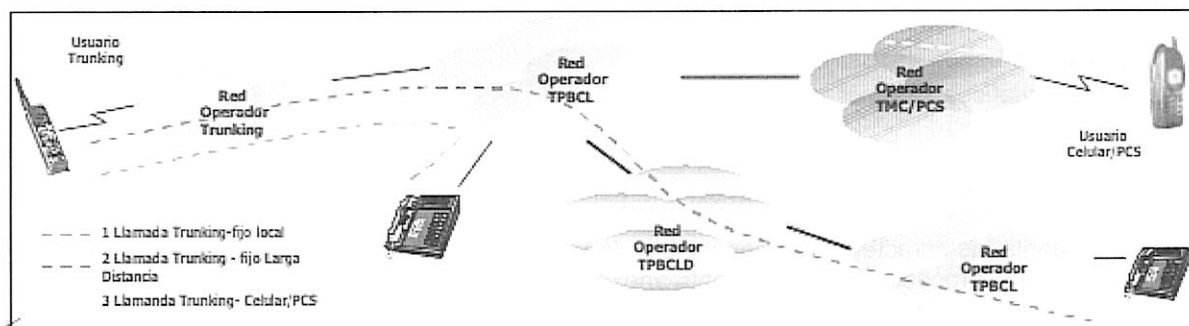 Usuario
Trunking
Red
Operador
Trunking
Red
Operador
TPBCL
Red
Operador
TMC/PCS
Usuario
Celular/PCS
Red
Operador
TPBCLD
Red
Operador
TPBCL
1 Llamada Trunking-fijo local
2 Llamada Trunking - fijo Larga
Distancia
3 Llamanda Trunking- Celular/PCS